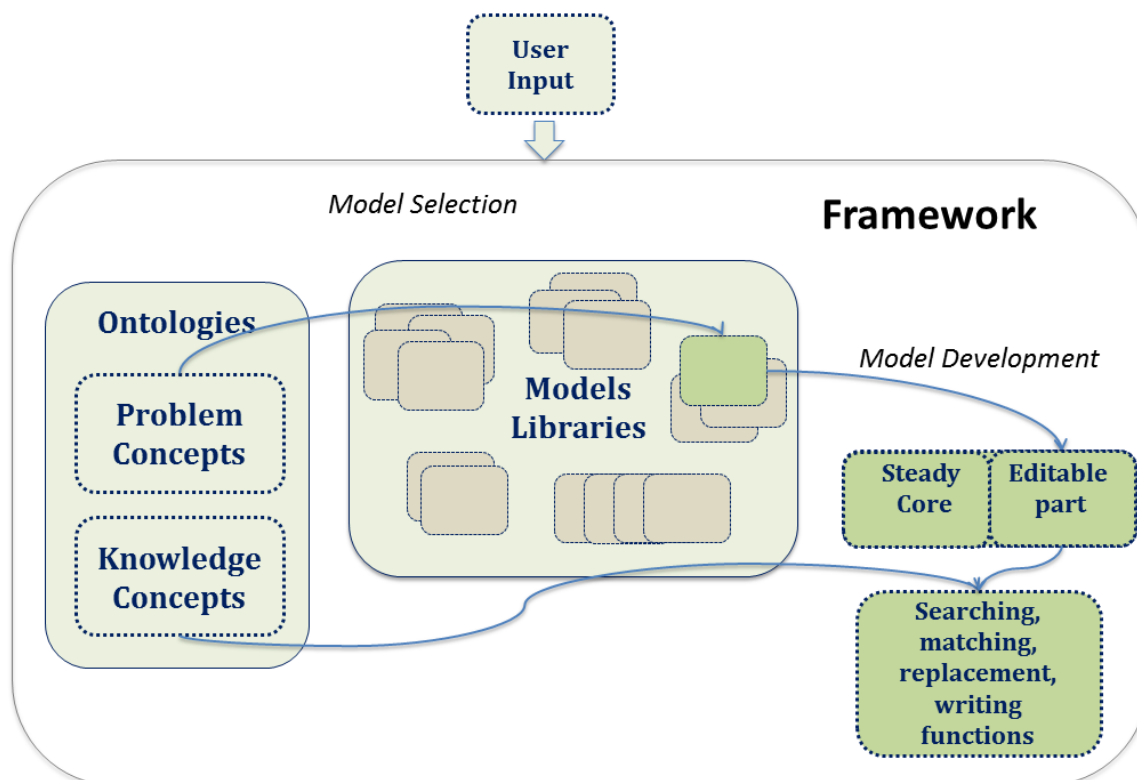 User
Input
Model Selection
Framework
Ontologies
Problem
Concepts
Knowledge
Concepts
Models
Libraries
Model Development
Steady
Core
Editable
part
Searching,
matching,
replacement,
writing
functions